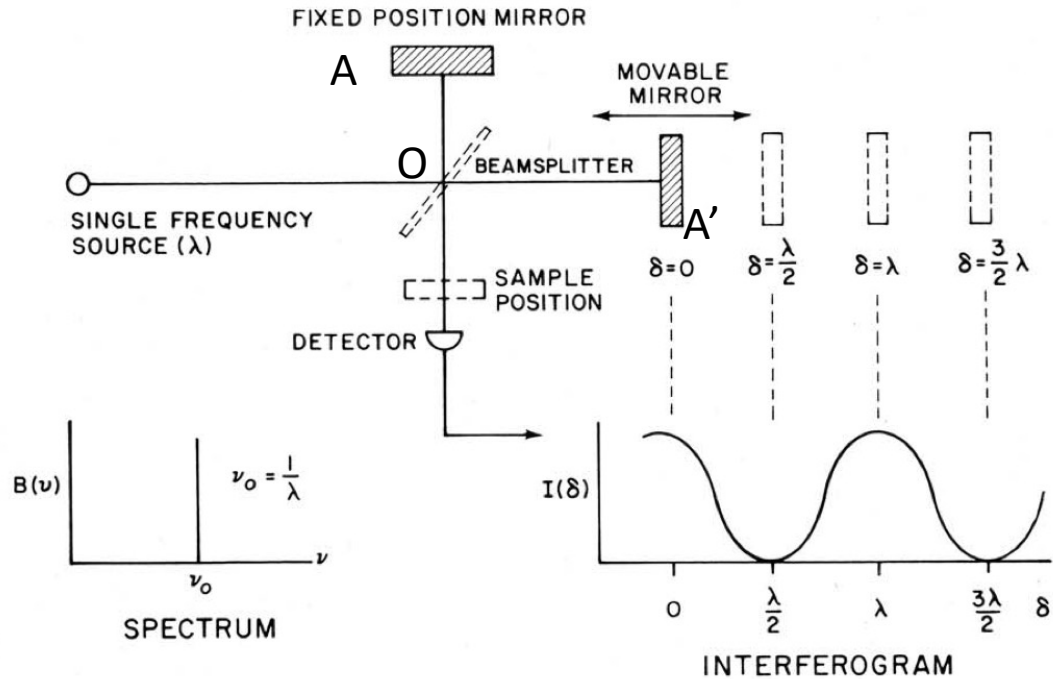 FIXED POSITION MIRROR
A
MOVABLE
MIRROR
O
BEAMSPLITTER
SINGLE FREQUENCY
SOURCE (λ)
A'
δ=0
δ=λ/2
δ=λ
δ=3/2 λ
SAMPLE
POSITION
DETECTOR
B(ν)
ν₀ = 1/λ
ν
ν₀
SPECTRUM
I(δ)
0
λ/2
λ
3λ/2
δ
INTERFEROGRAM